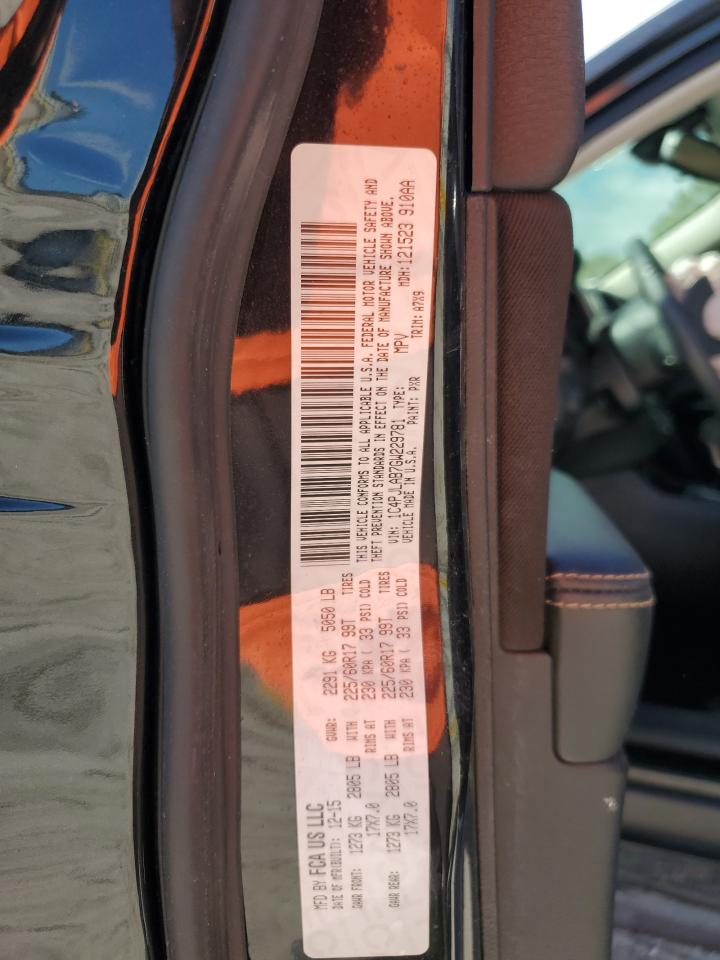 MFD BY FCA US LLC
DATE OF MFR(BUILT): 12-15 GVWR: 2291 KG 5050 LB
GAWR FRONT: 1273 KG 2805 LB WITH 225/60R17 99T TIRES
17X7.0 RIMS AT 230 KPA ( 33 PSI) COLD
GAWR REAR: 1273 KG 2805 LB WITH 225/60R17 99T TIRES
17X7.0 RIMS AT 230 KPA ( 33 PSI) COLD
THIS VEHICLE CONFORMS TO ALL APPLICABLE U.S.A. FEDERAL MOTOR VEHICLE SAFETY AND
THEFT PREVENTION STANDARDS IN EFFECT ON THE DATE OF MANUFACTURE SHOWN ABOVE.
VIN: 1C4PJLAB7GW229781 TYPE: MPV MDH:121523 910AA
VEHICLE MADE IN U.S.A. PAINT: PXR TRIM: A7X9